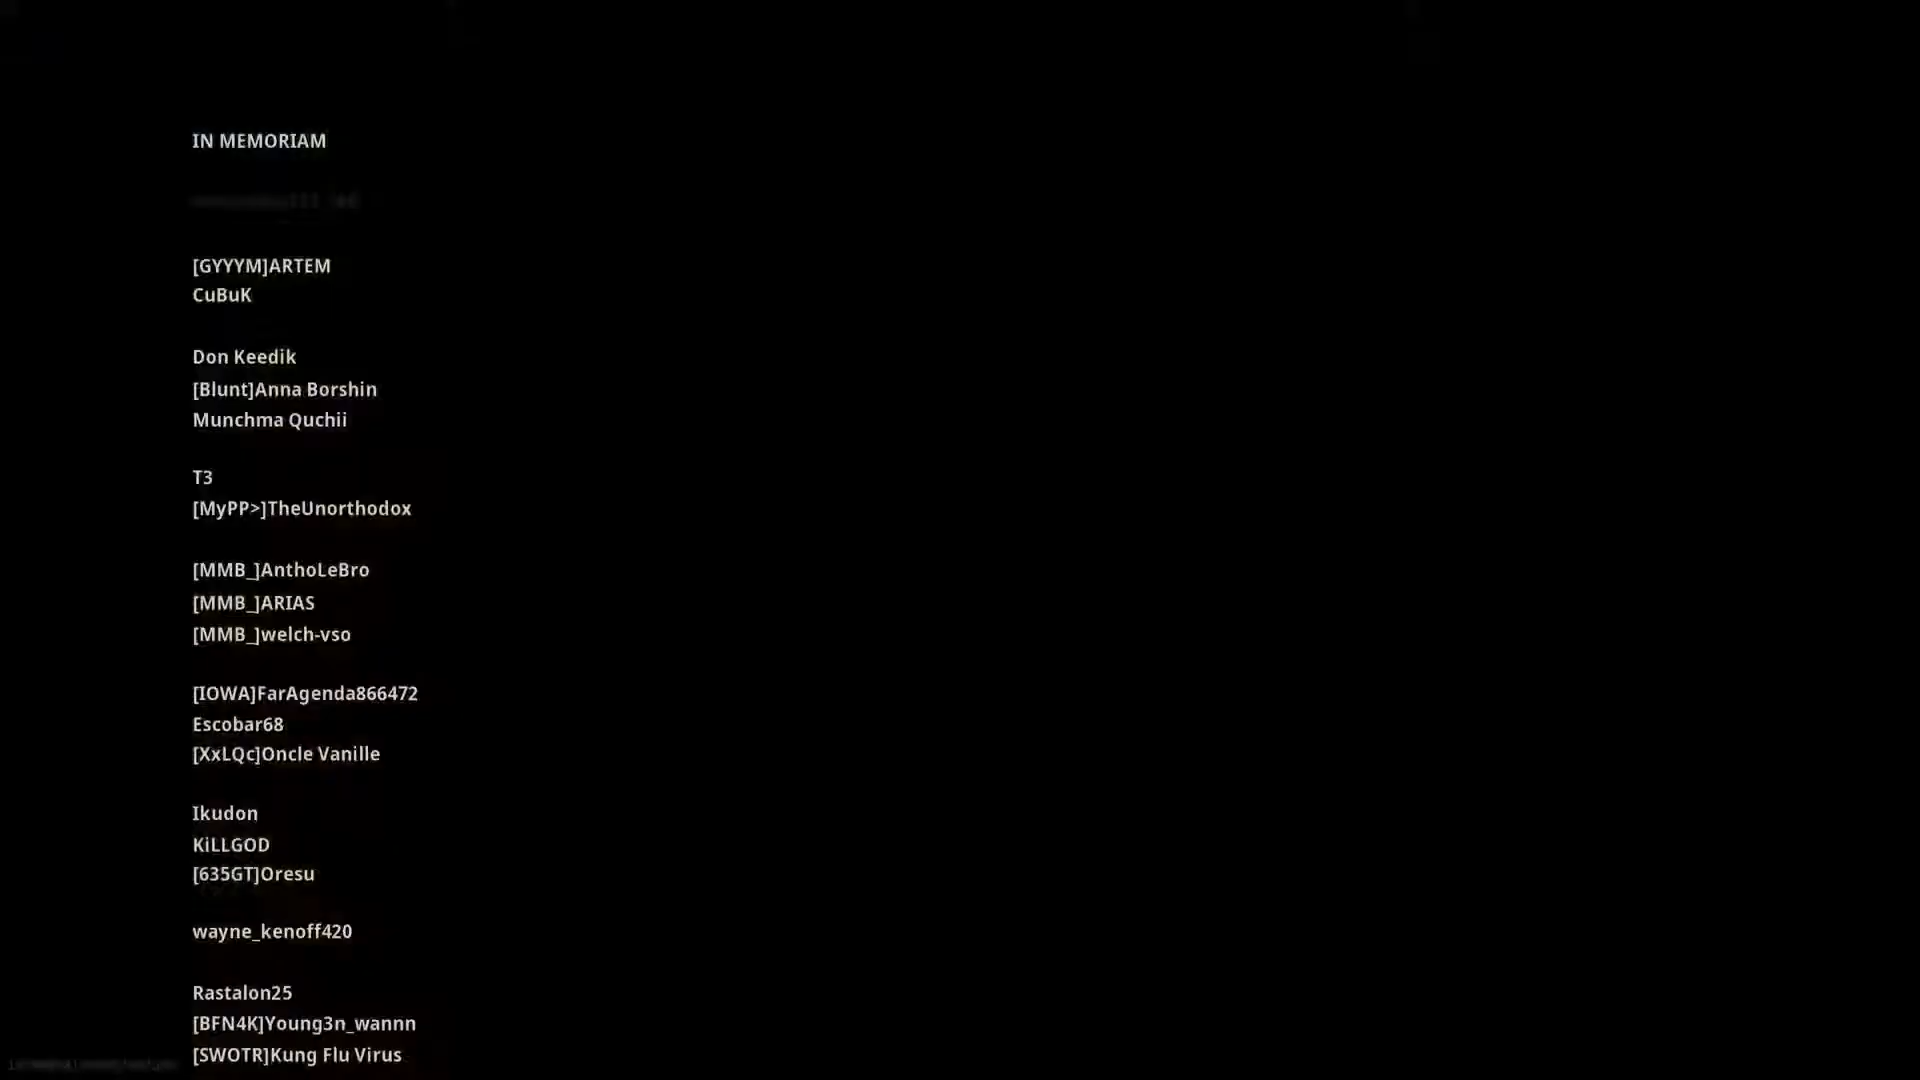 IN MEMORIAM
[GYYYM]ARTEM
CuBuK
Don Keedik
[Blunt]Anna Borshin
Munchma Quchii
T3
[MyPP>]TheUnorthodox
[MMB_]AnthoLeBro
[MMB_]ARIAS
[MMB_]welch-vso
[IOWA]FarAgenda866472
Escobar68
[XxLQc]Oncle Vanille
Ikudon
KiLLGOD
[635GT]Oresu
wayne_kenoff420
Rastalon25
[BFN4K]Young3n_wannn
[SWOTR]Kung Flu Virus